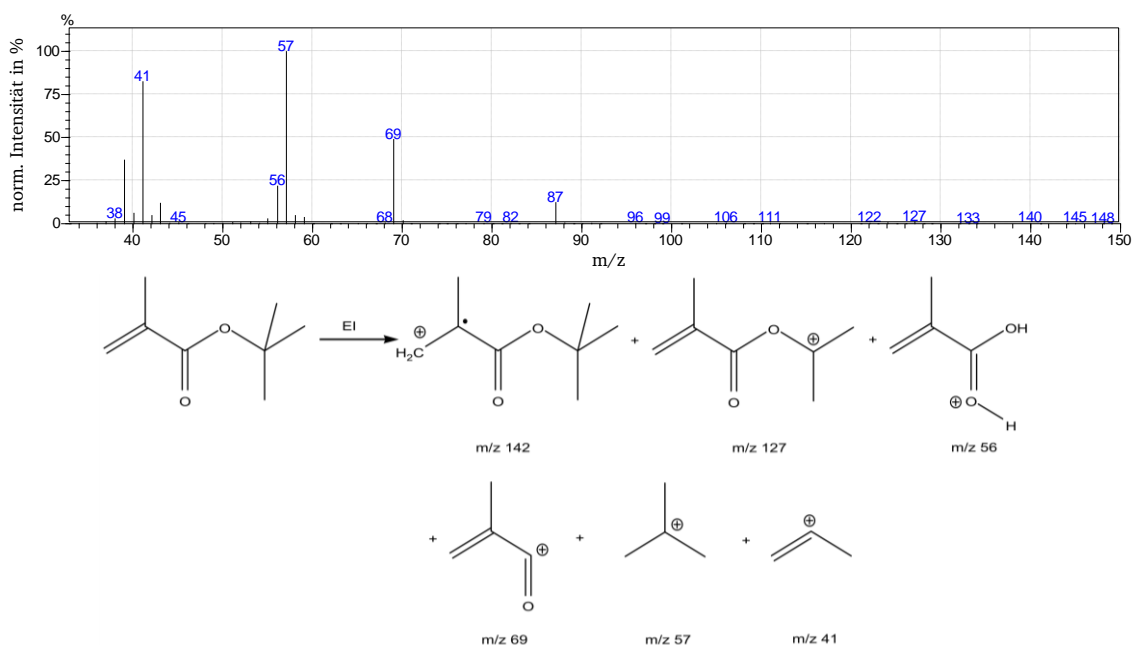 %
norm. Intensität in %
100
75
50
25
0
57
41
69
56
87
38
45
68
79
82
96
99
106
111
122
127
133
140
145
148
40 50 60 70 80 90 100 110 120 130 140 150
m/z
O
O
EI
⊕
H₂C
•
O
O
+
O
⊕
O
+
OH
⊕ O
H
m/z 142
m/z 127
m/z 56
+
⊕
O
+
⊕
+
⊕
m/z 69
m/z 57
m/z 41